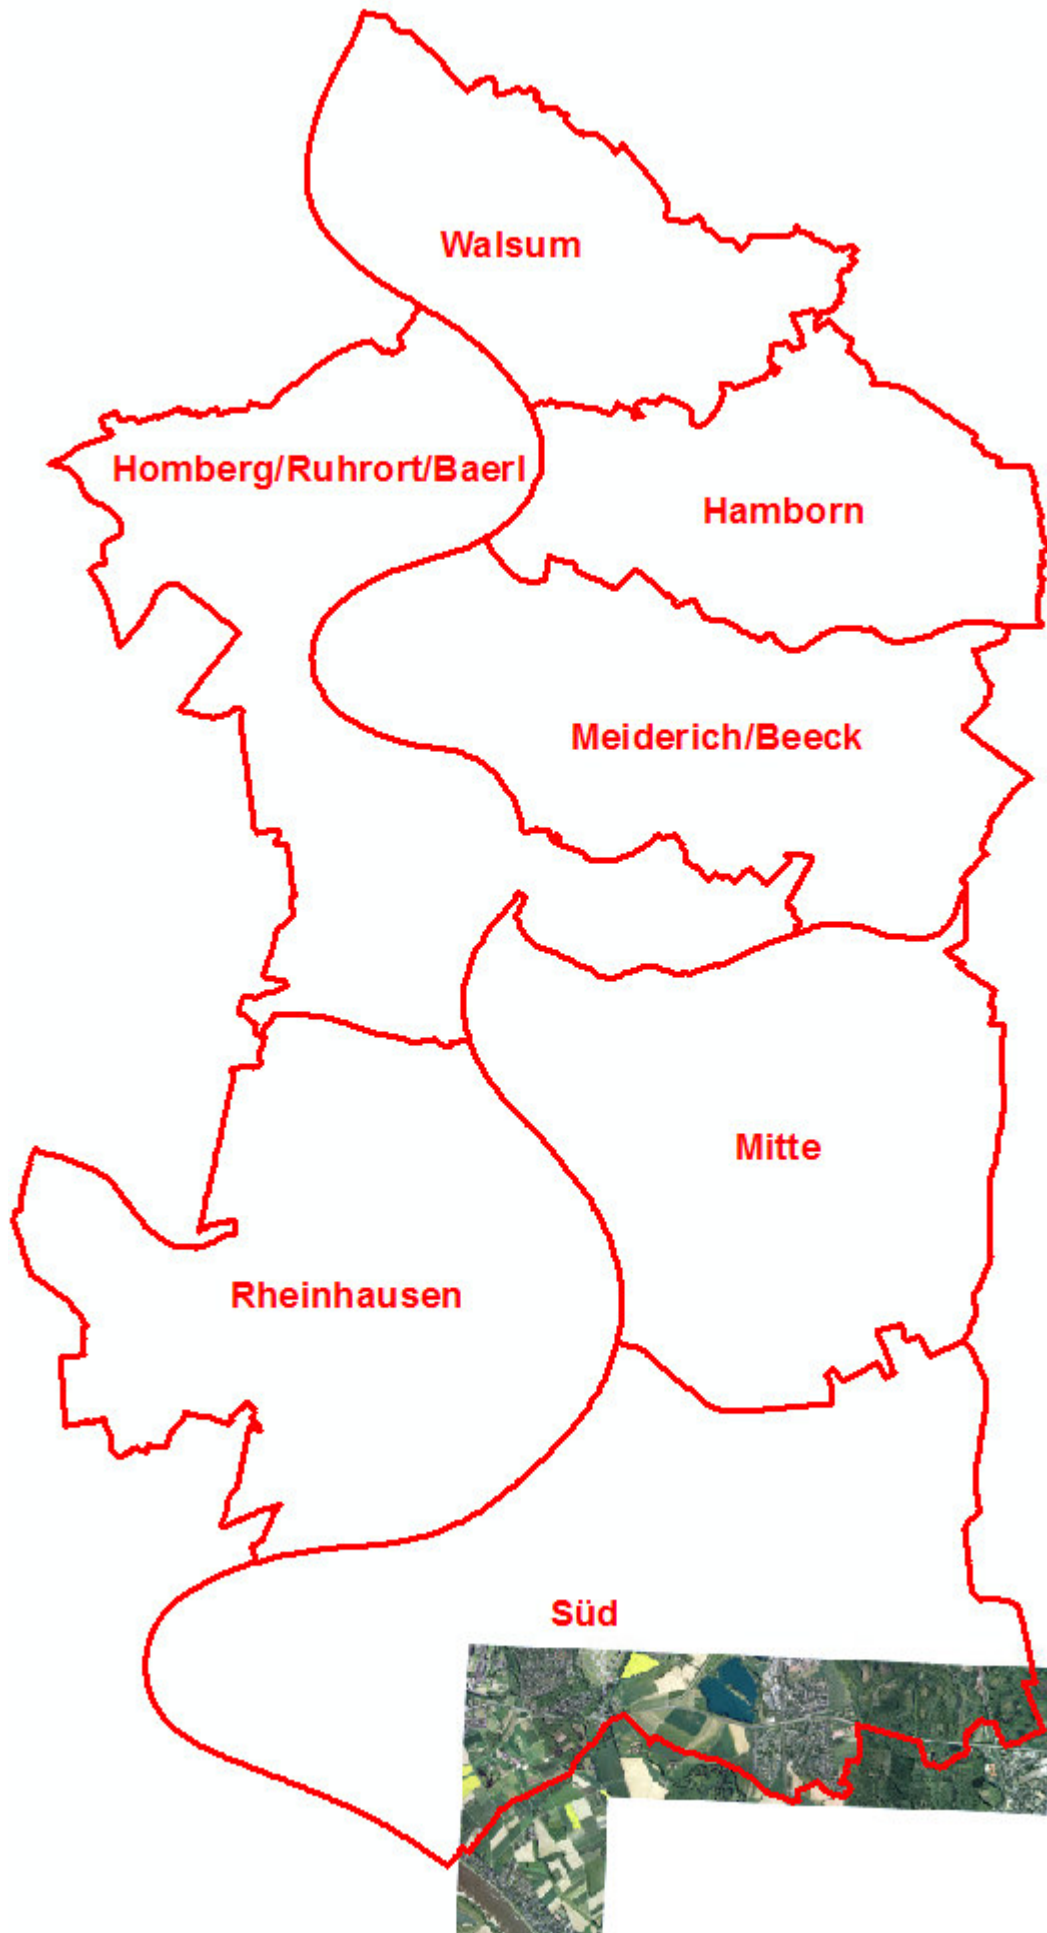 Walsum
Homberg/Ruhrort/Baerl
Hamborn
Meiderich/Beeck
Mitte
Rheinhausen
Süd